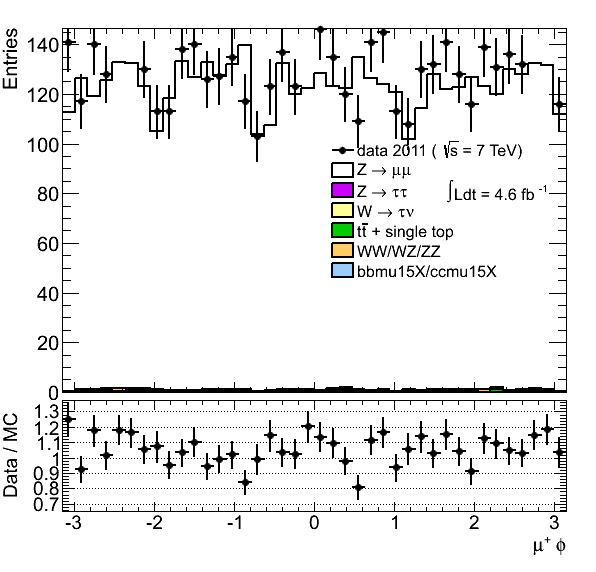 Entries
140
120
100
80
60
40
20
0
data 2011 ( √s = 7 TeV)
Z → μμ
Z → ττ
∫Ldt = 4.6 fb⁻¹
W → τν
tt̄ + single top
WW/WZ/ZZ
bbmu15X/ccmu15X
Data / MC
1.3
1.2
1.1
1
0.9
0.8
0.7
-3 -2 -1 0 1 2 3
μ⁺ ϕ